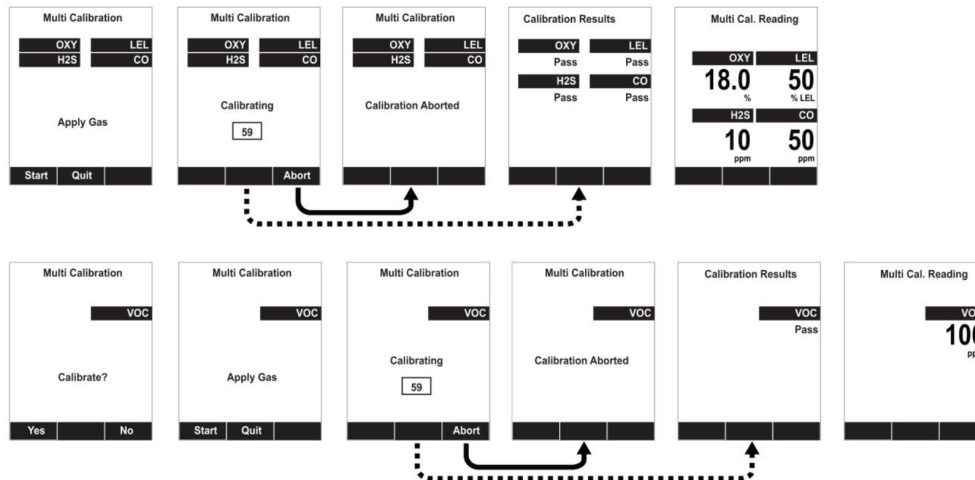 Multi Calibration
OXY LEL
H2S CO
Apply Gas
Start Quit
Multi Calibration
OXY LEL
H2S CO
Calibrating
59
Abort
Multi Calibration
OXY LEL
H2S CO
Calibration Aborted
Calibration Results
OXY LEL
Pass Pass
H2S CO
Pass Pass
Multi Cal. Reading
OXY LEL
18.0 50
% % LEL
H2S CO
10 50
ppm ppm
Multi Calibration
VOC
Calibrate?
Yes No
Multi Calibration
VOC
Apply Gas
Start Quit
Multi Calibration
VOC
Calibrating
59
Abort
Multi Calibration
VOC
Calibration Aborted
Calibration Results
VOC
Pass
Multi Cal. Reading